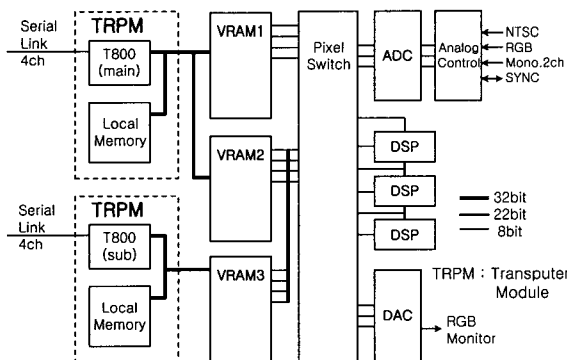 Serial
Link
4ch
TRPM
T800
(main)
Local
Memory
VRAM1
VRAM2
Pixel
Switch
ADC
Analog
Control
NTSC
RGB
Mono.2ch
SYNC
DSP
DSP
DSP
32bit
22bit
8bit
Serial
Link
4ch
TRPM
T800
(sub)
Local
Memory
VRAM3
TRPM : Transputer
Module
DAC
RGB
Monitor